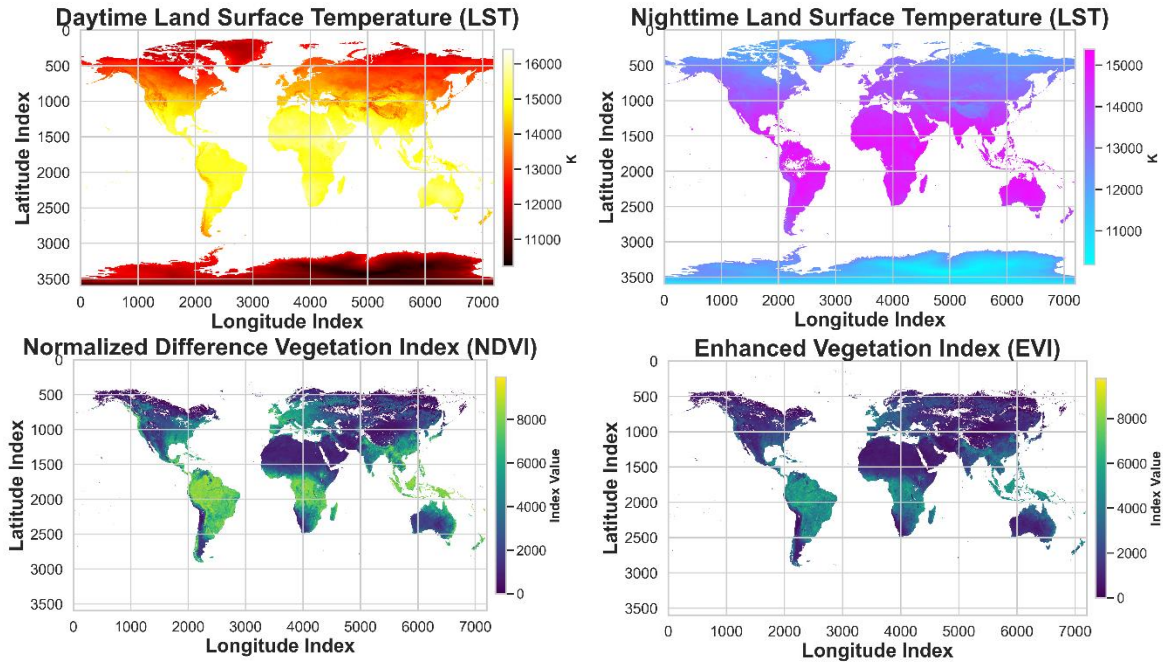 Daytime Land Surface Temperature (LST)
0
500
1000
1500
2000
2500
3000
3500
Latitude Index
0 1000 2000 3000 4000 5000 6000 7000
Longitude Index
16000
15000
14000
13000
12000
11000
K
Nighttime Land Surface Temperature (LST)
0
500
1000
1500
2000
2500
3000
3500
Latitude Index
0 1000 2000 3000 4000 5000 6000 7000
Longitude Index
15000
14000
13000
12000
11000
K
Normalized Difference Vegetation Index (NDVI)
0
500
1000
1500
2000
2500
3000
3500
Latitude Index
0 1000 2000 3000 4000 5000 6000 7000
Longitude Index
8000
6000
4000
2000
0
Index Value
Enhanced Vegetation Index (EVI)
0
500
1000
1500
2000
2500
3000
3500
Latitude Index
0 1000 2000 3000 4000 5000 6000 7000
Longitude Index
8000
6000
4000
2000
0
Index Value